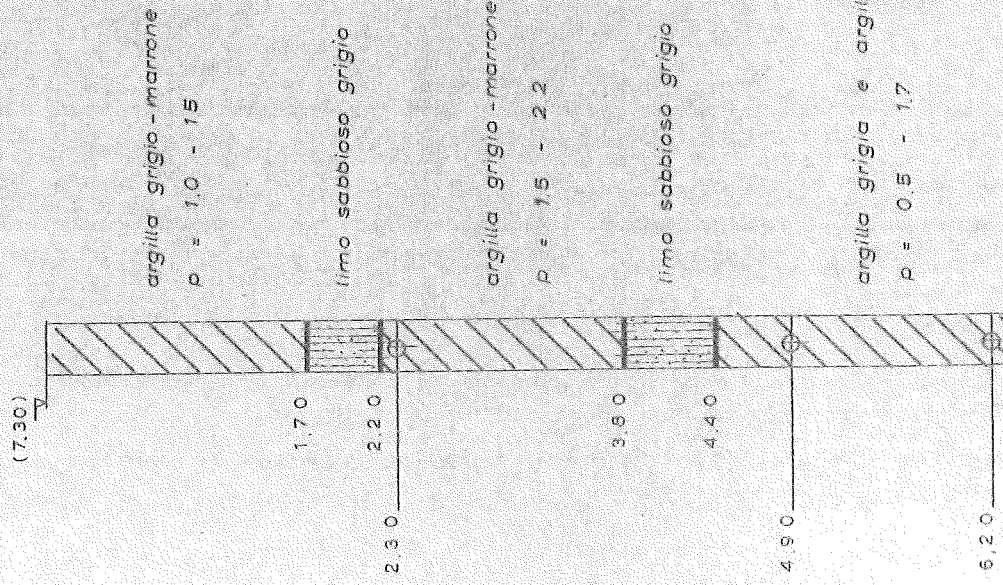 (7.30)
argilla grigio-marrone
p = 1.0 - 1.5
1,70
limo sabbioso grigio
2.20
2,30
argilla grigio-marrone
p = 1.5 - 2.2
3.80
limo sabbioso grigio
4.40
4,90
argilla grigia e argil
p = 0.5 - 1.7
6,20